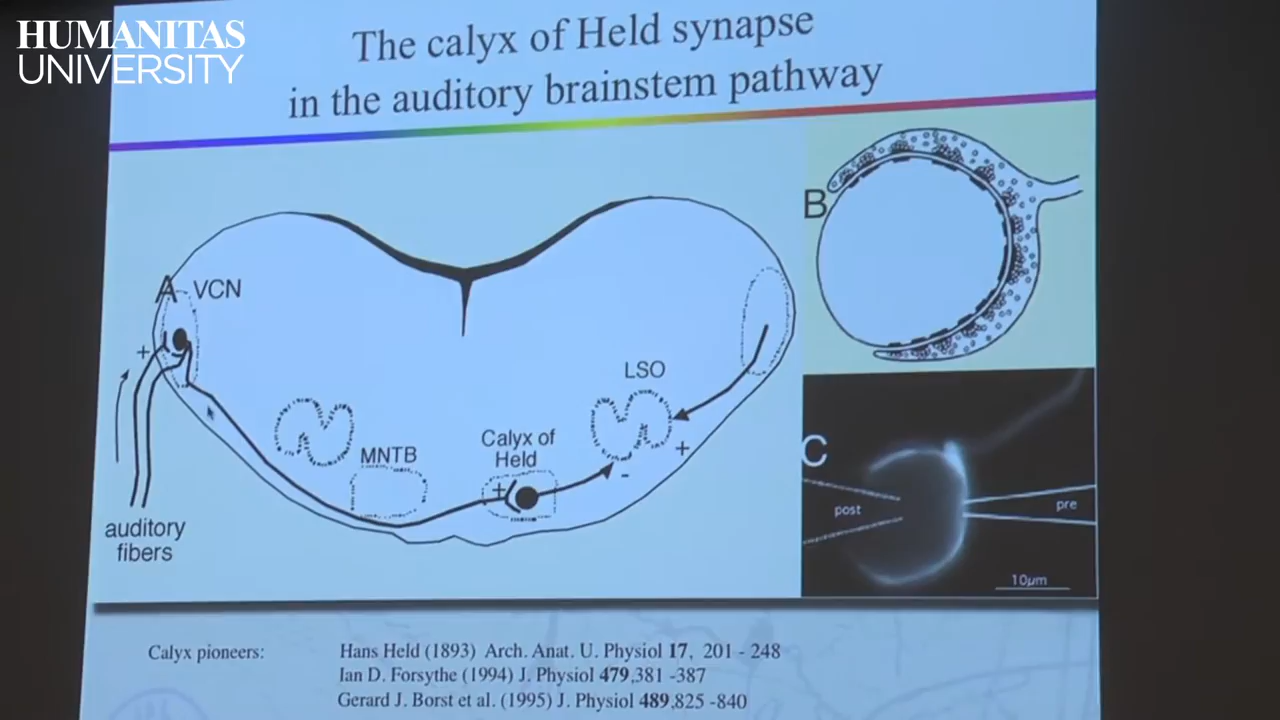 HUMANITAS
UNIVERSITY
The calyx of Held synapse
in the auditory brainstem pathway
A
VCN
+
auditory
fibers
MNTB
Calyx of
Held
+
LSO
+
-
B
C
post
pre
10μm
Calyx pioneers:
Hans Held (1893) Arch. Anat. U. Physiol 17, 201 - 248
Ian D. Forsythe (1994) J. Physiol 479,381 -387
Gerard J. Borst et al. (1995) J. Physiol 489,825 -840